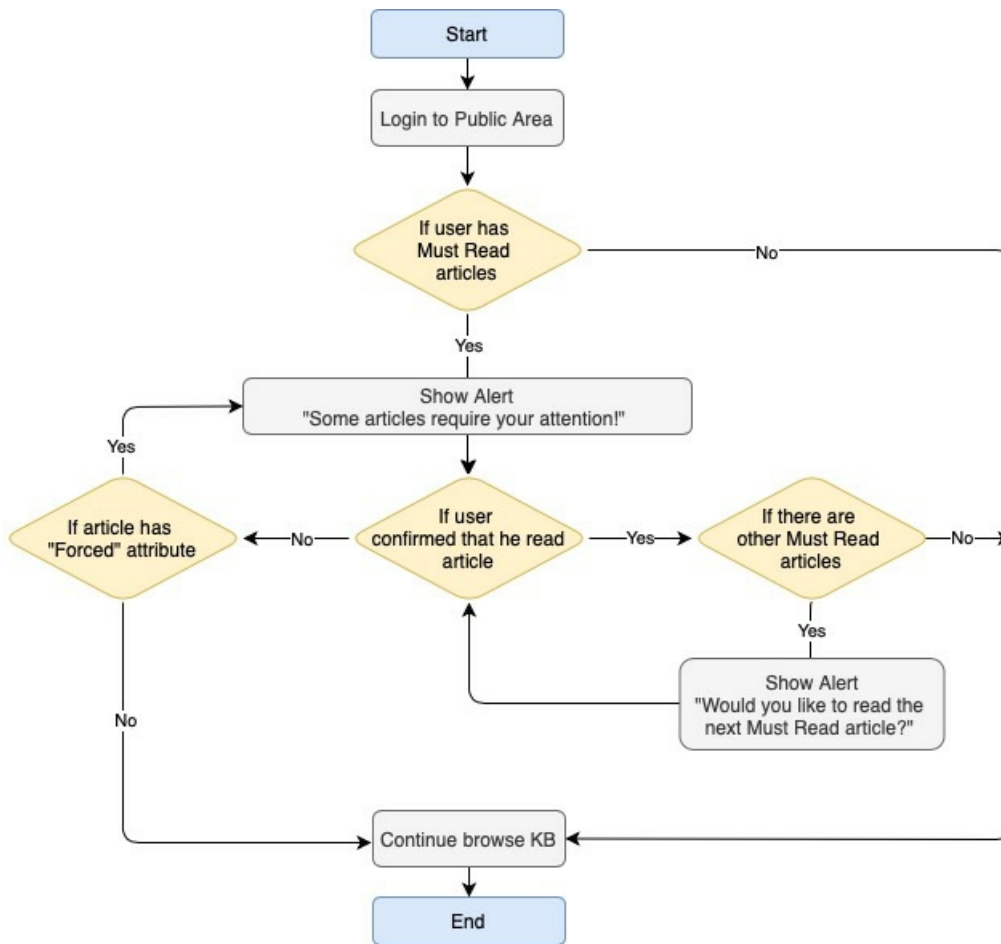 Start
Login to Public Area
If user has
Must Read
articles
No
Yes
Show Alert
"Some articles require your attention!"
Yes
If article has
"Forced" attribute
No
If user
confirmed that he read
article
Yes
If there are
other Must Read
articles
No
Yes
Show Alert
"Would you like to read the
next Must Read article?"
No
Continue browse KB
End